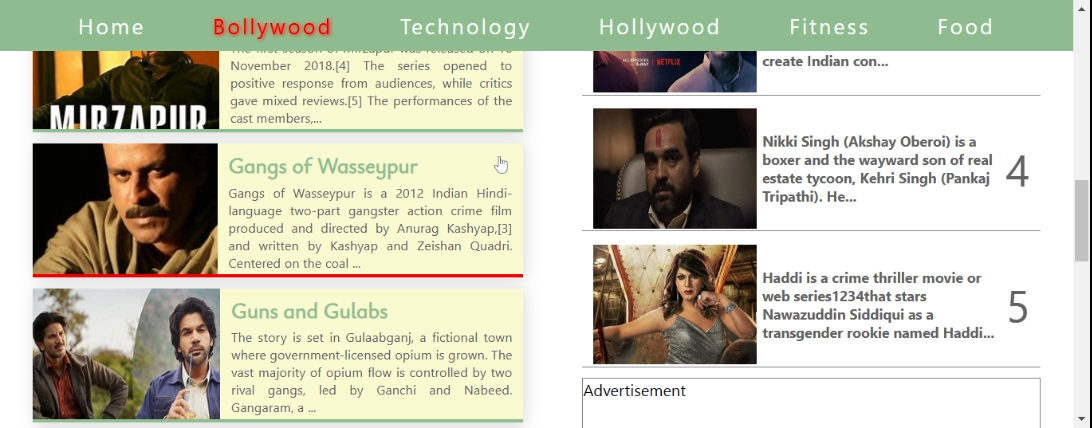 Home Bollywood Technology Hollywood Fitness Food
The first season of Mirzapur was released on 16
November 2018.[4] The series opened to
positive response from audiences, while critics
gave mixed reviews.[5] The performances of the
cast members,...
MIRZAPUR
Gangs of Wasseypur
Gangs of Wasseypur is a 2012 Indian Hindi-
language two-part gangster action crime film
produced and directed by Anurag Kashyap,[3]
and written by Kashyap and Zeishan Quadri.
Centered on the coal ...
Guns and Gulabs
The story is set in Gulaabganj, a fictional town
where government-licensed opium is grown. The
vast majority of opium flow is controlled by two
rival gangs, led by Ganchi and Nabeed.
Gangaram, a ...
NETFLIX
create Indian con...
Nikki Singh (Akshay Oberoi) is a
boxer and the wayward son of real
estate tycoon, Kehri Singh (Pankaj
Tripathi). He...
4
Haddi is a crime thriller movie or
web series1234that stars
Nawazuddin Siddiqui as a
transgender rookie named Haddi...
5
Advertisement